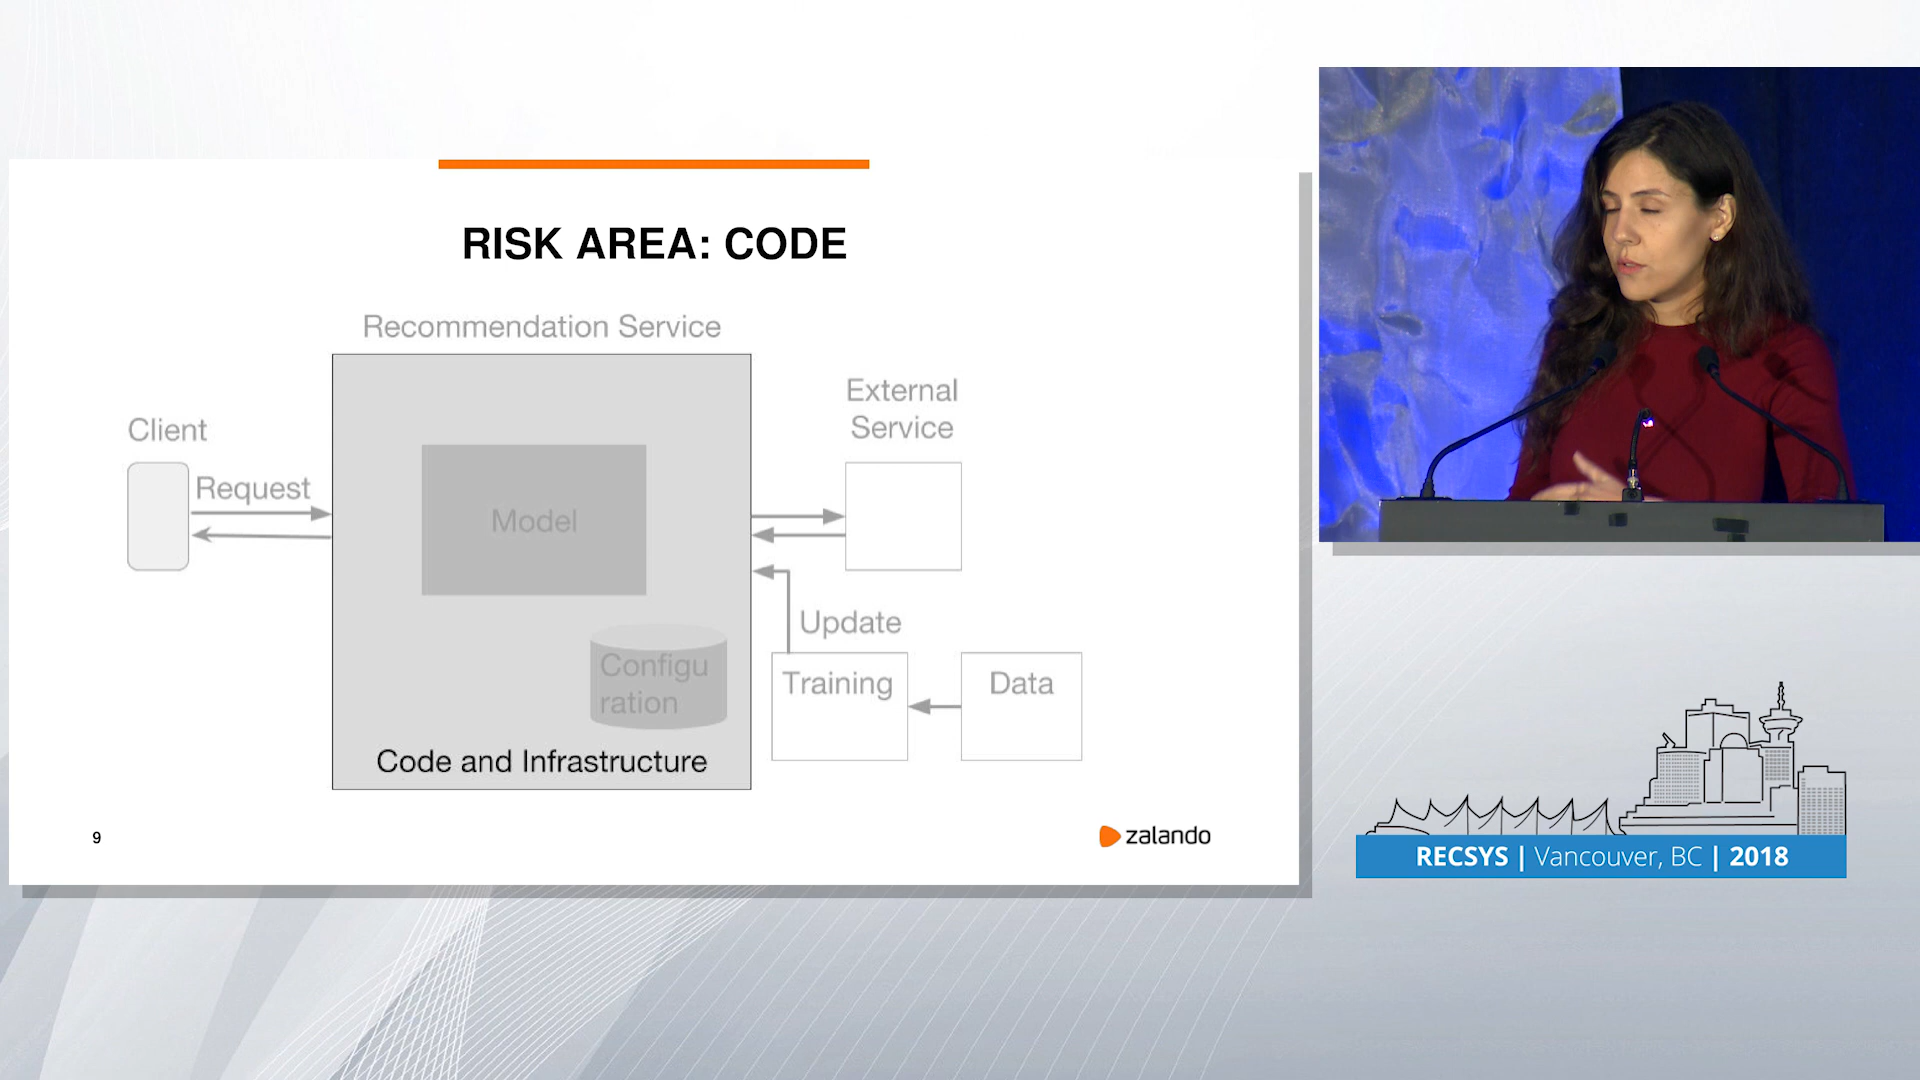 RISK AREA: CODE
Recommendation Service
External
Service
Client
Request
Model
Update
Configu
ration
Training
Data
Code and Infrastructure
9
zalando
RECSYS | Vancouver, BC | 2018